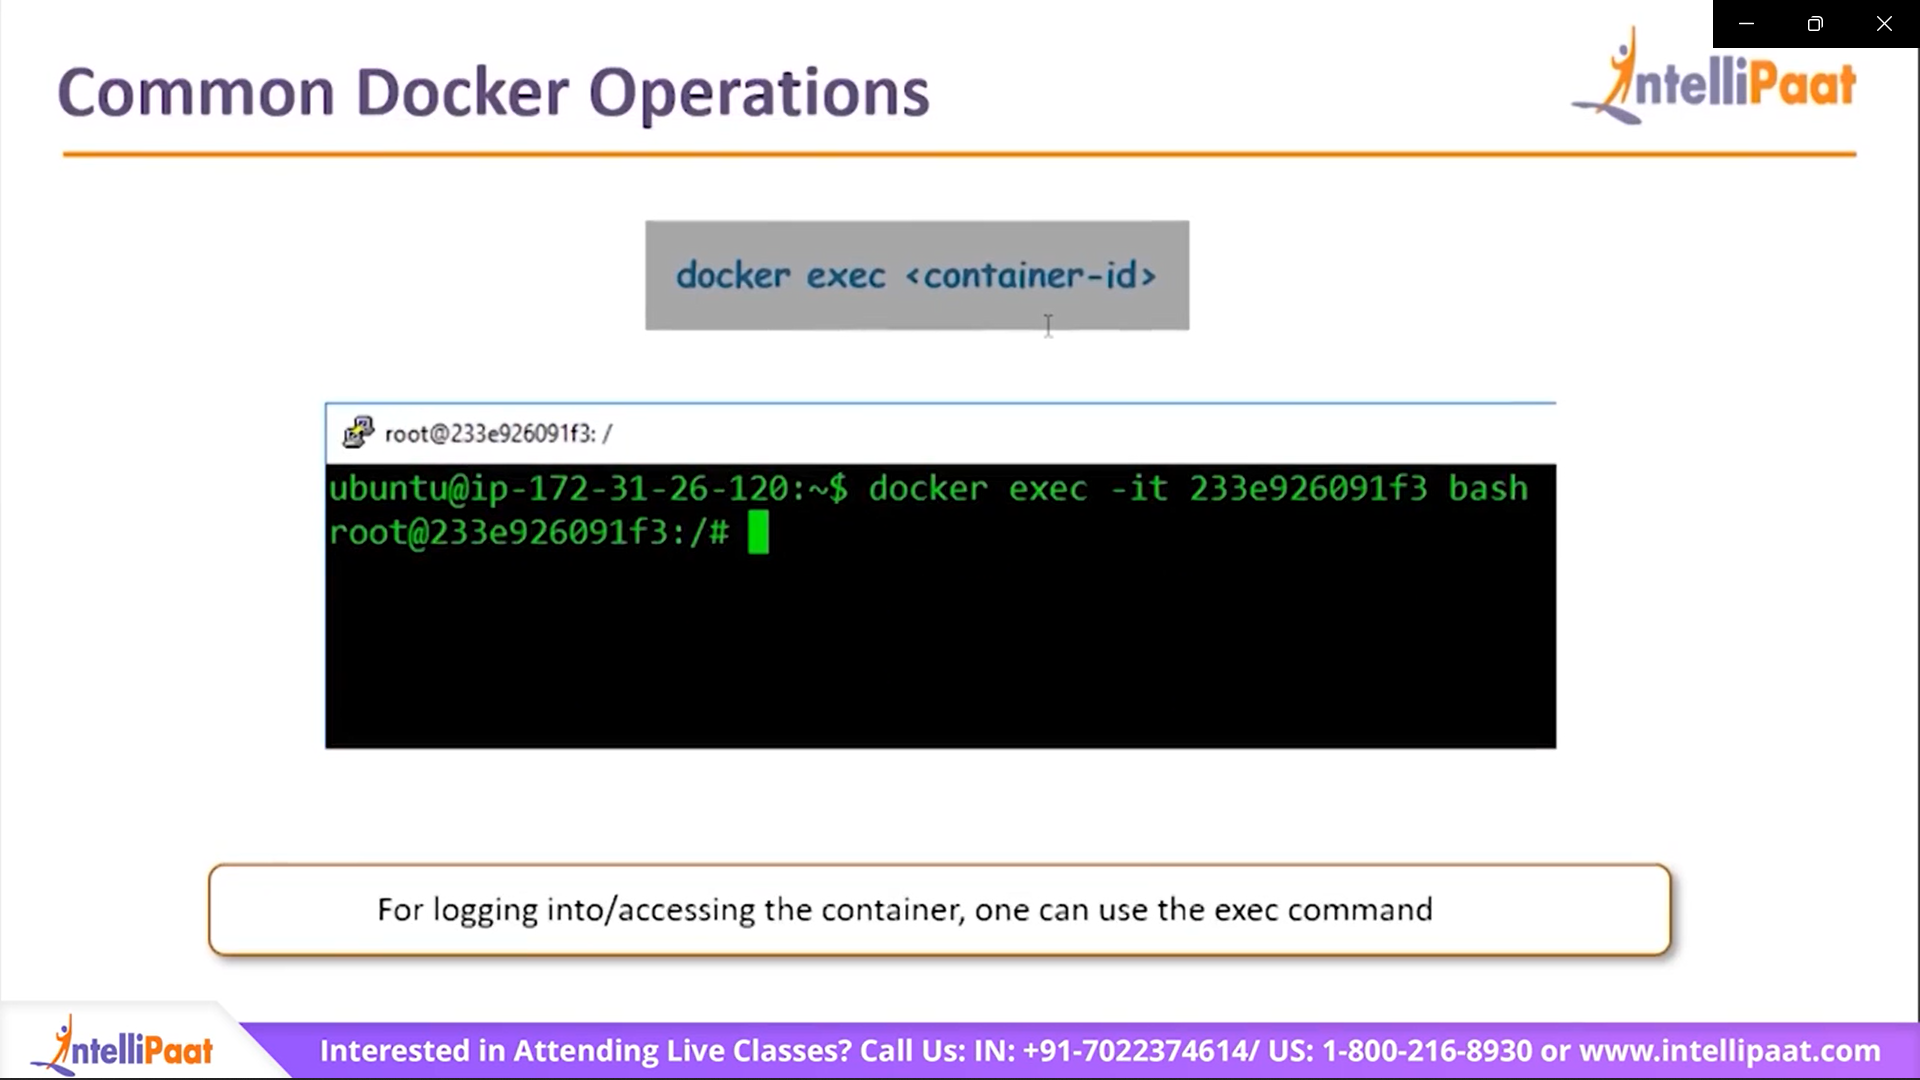 Common Docker Operations
IntelliPaat
docker exec <container-id>
root@233e926091f3: /
ubuntu@ip-172-31-26-120:~$ docker exec -it 233e926091f3 bash
root@233e926091f3:/#
For logging into/accessing the container, one can use the exec command
IntelliPaat
Interested in Attending Live Classes? Call Us: IN: +91-7022374614/ US: 1-800-216-8930 or www.intellipaat.com